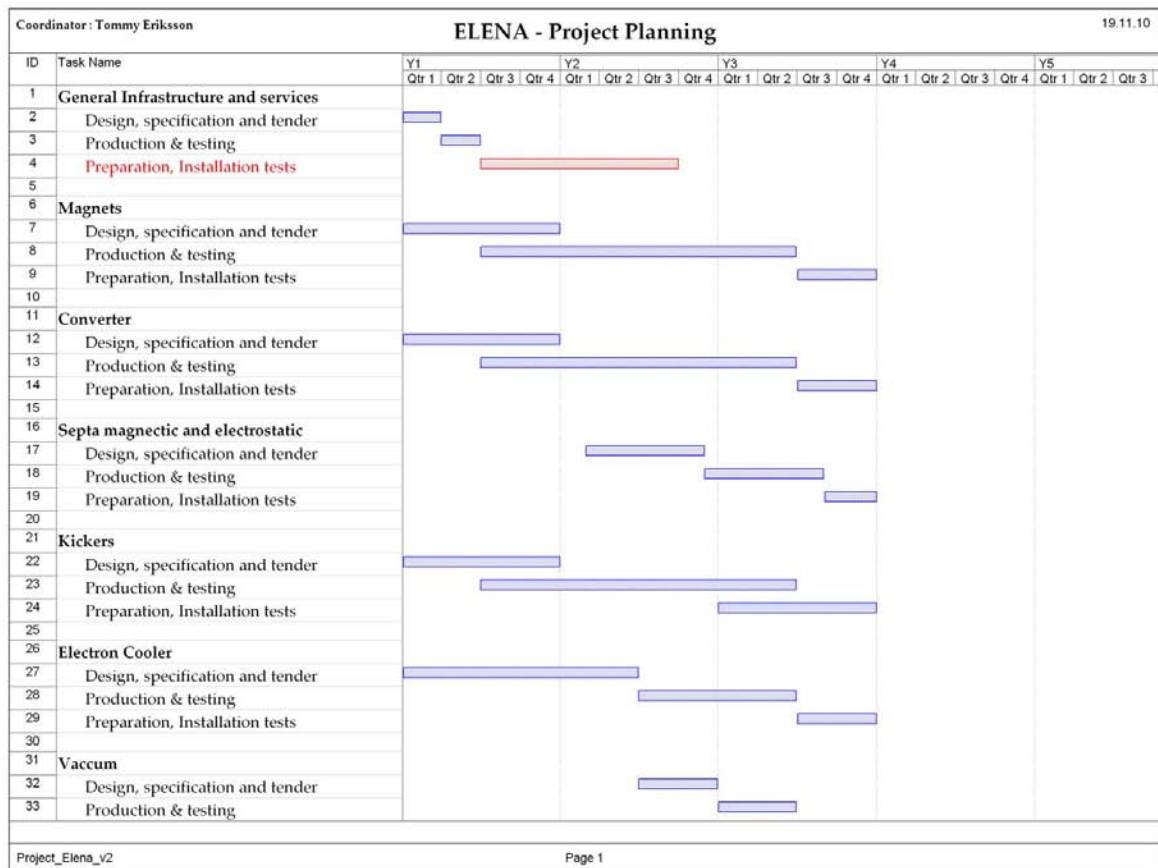 Coordinator : Tommy Eriksson
ELENA - Project Planning
19.11.10
ID Task Name Y1 Y2 Y3 Y4 Y5
Qtr 1 Qtr 2 Qtr 3 Qtr 4 Qtr 1 Qtr 2 Qtr 3 Qtr 4 Qtr 1 Qtr 2 Qtr 3 Qtr 4 Qtr 1 Qtr 2 Qtr 3 Qtr 4 Qtr 1 Qtr 2 Qtr 3
1 General Infrastructure and services
2 Design, specification and tender
3 Production & testing
4 Preparation, Installation tests
5
6 Magnets
7 Design, specification and tender
8 Production & testing
9 Preparation, Installation tests
10
11 Converter
12 Design, specification and tender
13 Production & testing
14 Preparation, Installation tests
15
16 Septa magnectic and electrostatic
17 Design, specification and tender
18 Production & testing
19 Preparation, Installation tests
20
21 Kickers
22 Design, specification and tender
23 Production & testing
24 Preparation, Installation tests
25
26 Electron Cooler
27 Design, specification and tender
28 Production & testing
29 Preparation, Installation tests
30
31 Vaccum
32 Design, specification and tender
33 Production & testing
Project_Elena_v2
Page 1